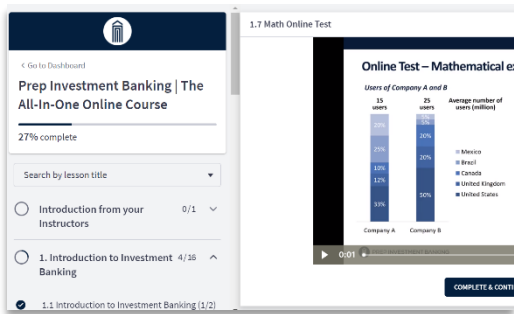 < Go to Dashboard
Prep Investment Banking | The
All-In-One Online Course
27% complete
Search by lesson title
Introduction from your
Instructors
0/1
1. Introduction to Investment
Banking
4/16
1.1 Introduction to Investment Banking (1/2)
1.7 Math Online Test
Online Test – Mathematical e
Users of Company A and B
15
users
25
users
Average number of
users (million)
20%
25%
10%
12%
33%
5%
5%
20%
20%
50%
Mexico
Brazil
Canada
United Kingdom
United States
Company A
Company B
0:01
PREP INVESTMENT BANKING
COMPLETE & CONTI